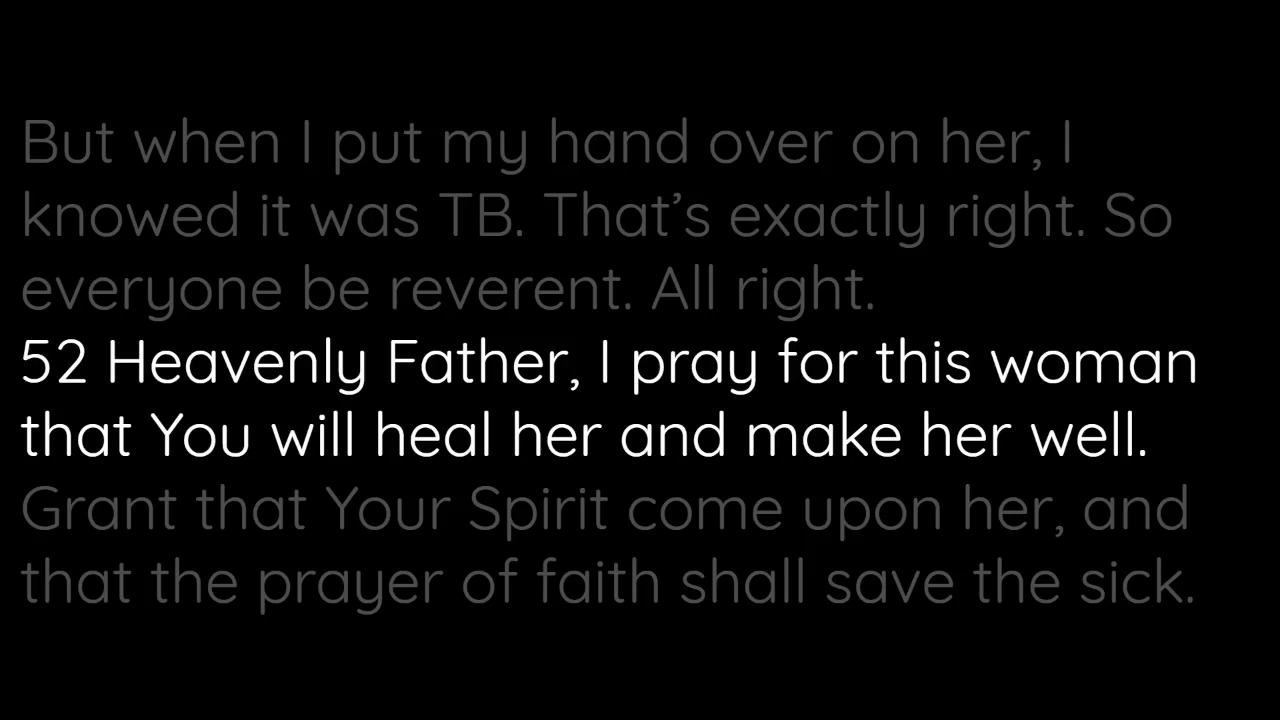 But when I put my hand over on her, I
knowed it was TB. That’s exactly right. So
everyone be reverent. All right.
52 Heavenly Father, I pray for this woman
that You will heal her and make her well.
Grant that Your Spirit come upon her, and
that the prayer of faith shall save the sick.